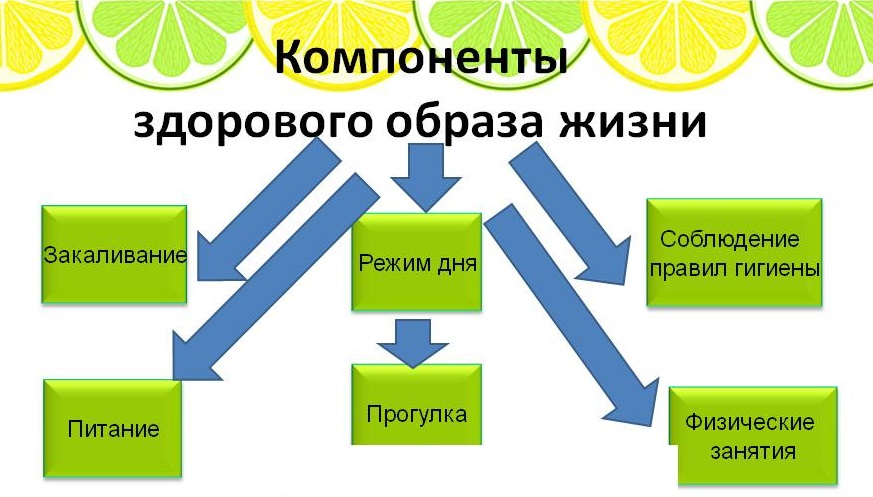 Компоненты
здорового образа жизни
Закаливание
Режим дня
Соблюдение
правил гигиены
Питание
Прогулка
Физические
занятия